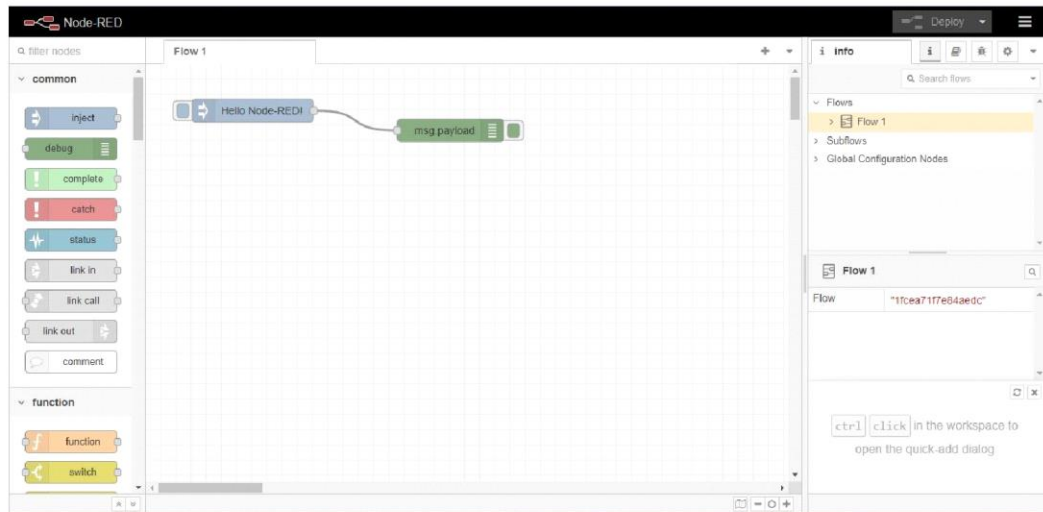 Node-RED
Deploy
filter nodes
common
inject
debug
complete
catch
status
link in
link call
link out
comment
function
function
switch
Flow 1
Hello Node-RED!
msg.payload
i info
i
Search flows
Flows
Flow 1
Subflows
Global Configuration Nodes
Flow 1
Flow "1fcea71f7e84aedc"
ctrl click in the workspace to
open the quick-add dialog